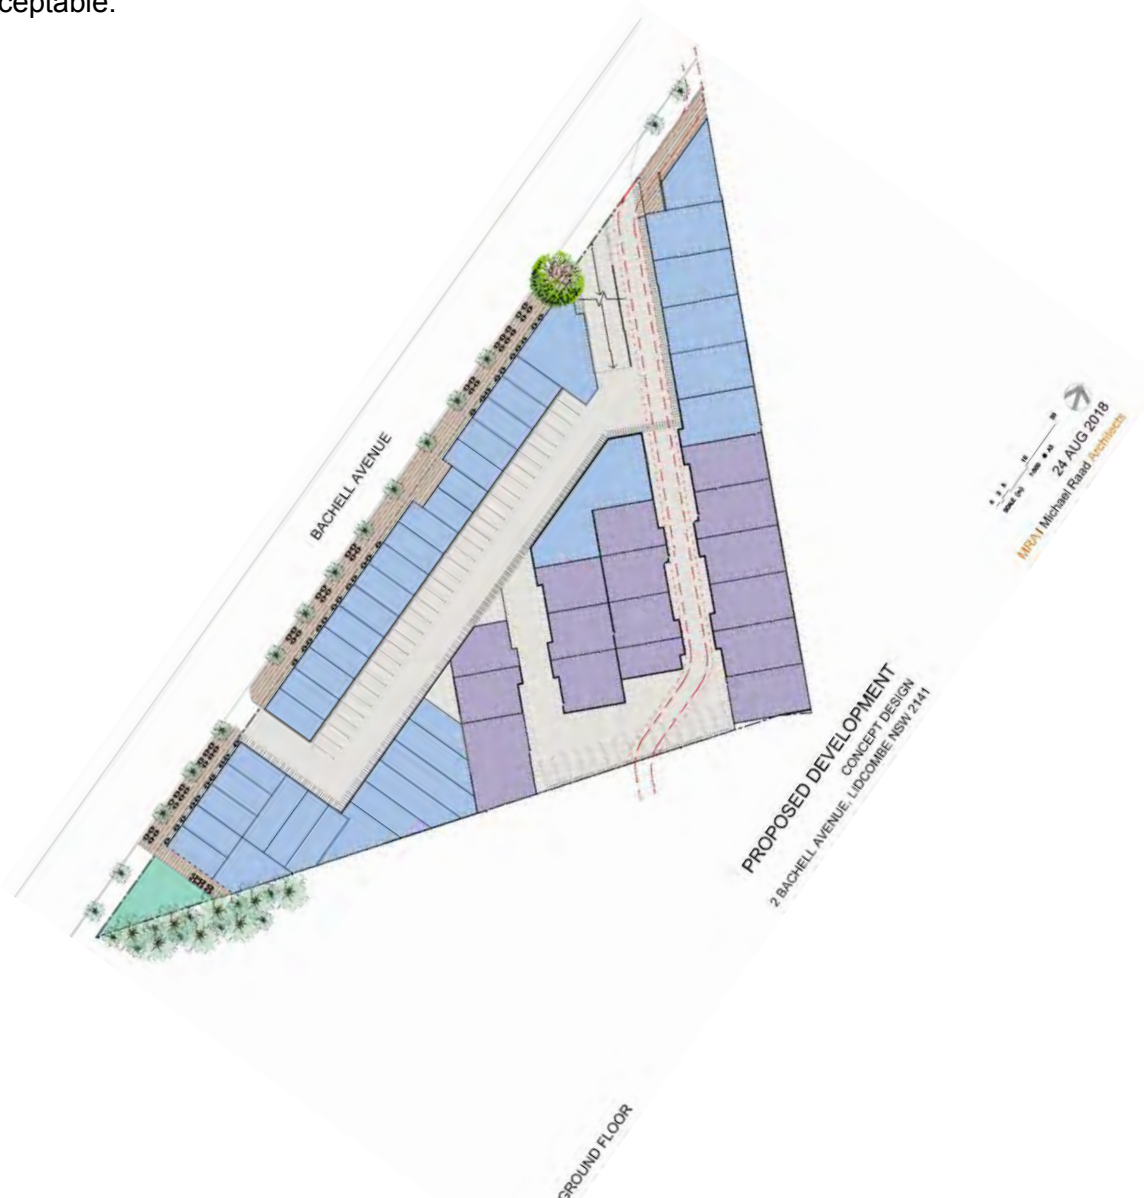 ceptable.
BACHELL AVENUE
24 AUG 2018
MRA | Michael Raad Architects
PROPOSED DEVELOPMENT
CONCEPT DESIGN
2 BACHELL AVENUE, LIDCOMBE NSW 2141
GROUND FLOOR